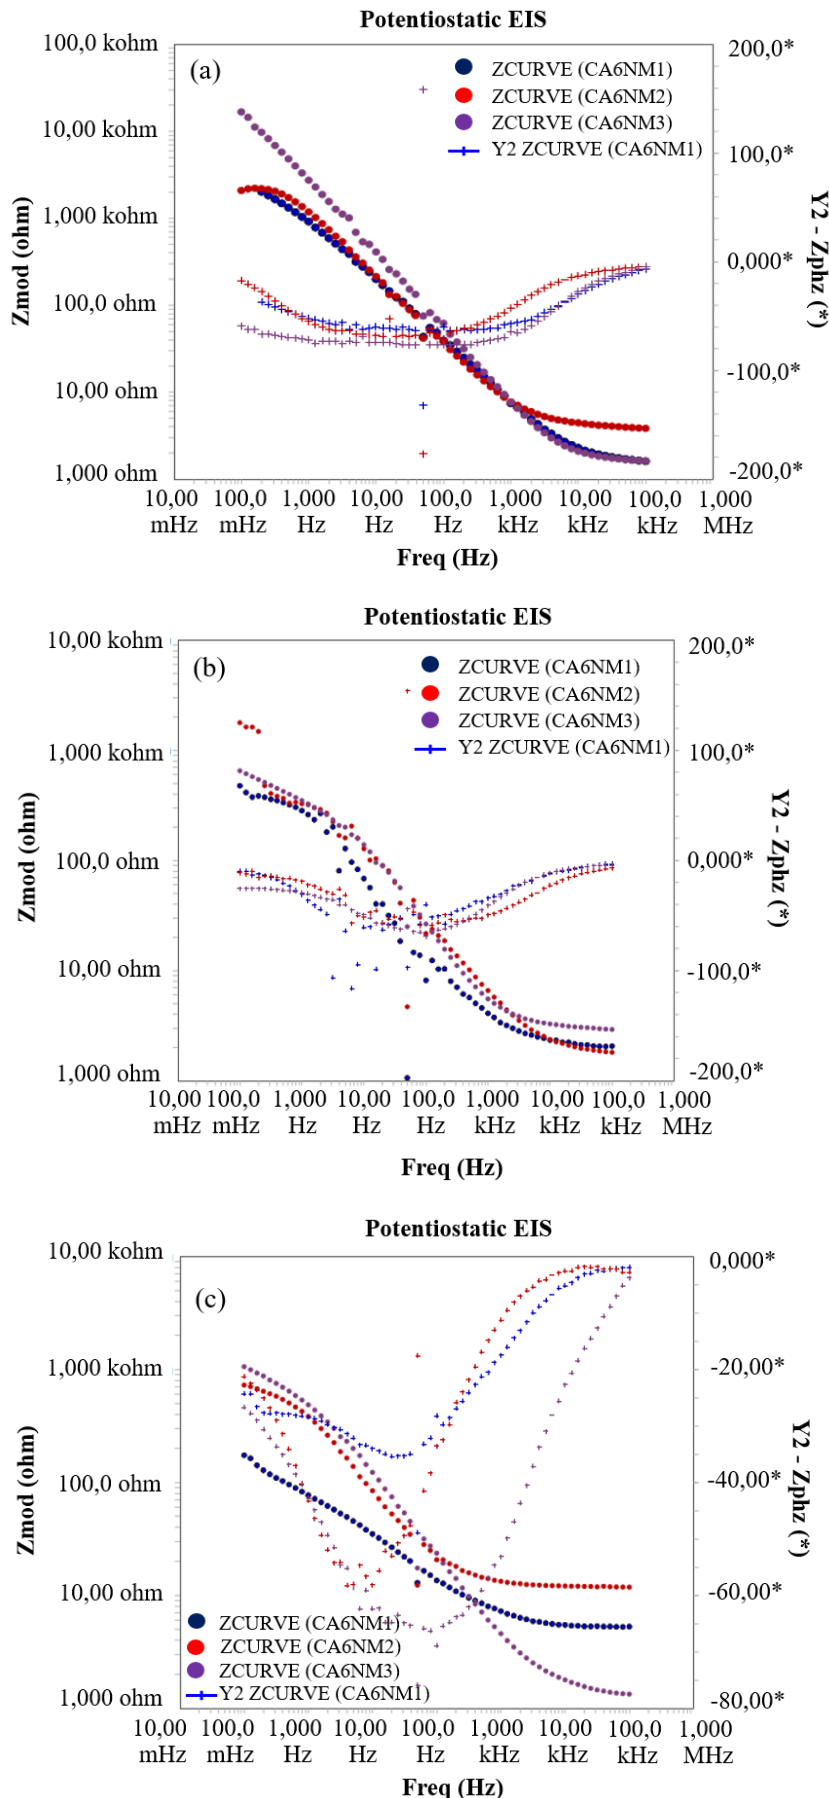 Potentiostatic EIS
(a)
ZCURVE (CA6NM1)
ZCURVE (CA6NM2)
ZCURVE (CA6NM3)
Y2 ZCURVE (CA6NM1)
Zmod (ohm)
100,0 kohm
10,00 kohm
1,000 kohm
100,0 ohm
10,00 ohm
1,000 ohm
200,0*
100,0*
0,000*
-100,0*
-200,0*
Y2 - Zphz (*)
10,00 100,0 1,000 10,00 100,0 1,000 10,00 100,0 1,000
mHz mHz Hz Hz Hz kHz kHz kHz MHz
Freq (Hz)
Potentiostatic EIS
(b)
ZCURVE (CA6NM1)
ZCURVE (CA6NM2)
ZCURVE (CA6NM3)
Y2 ZCURVE (CA6NM1)
Zmod (ohm)
10,00 kohm
1,000 kohm
100,0 ohm
10,00 ohm
1,000 ohm
200,0*
100,0*
0,000*
-100,0*
-200,0*
Y2 - Zphz (*)
10,00 100,0 1,000 10,00 100,0 1,000 10,00 100,0 1,000
mHz mHz Hz Hz Hz kHz kHz kHz MHz
Freq (Hz)
Potentiostatic EIS
(c)
ZCURVE (CA6NM1)
ZCURVE (CA6NM2)
ZCURVE (CA6NM3)
Y2 ZCURVE (CA6NM1)
Zmod (ohm)
10,00 kohm
1,000 kohm
100,0 ohm
10,00 ohm
1,000 ohm
0,000*
-20,00*
-40,00*
-60,00*
-80,00*
Y2 - Zphz (*)
10,00 100,0 1,000 10,00 100,0 1,000 10,00 100,0 1,000
mHz mHz Hz Hz Hz kHz kHz kHz MHz
Freq (Hz)